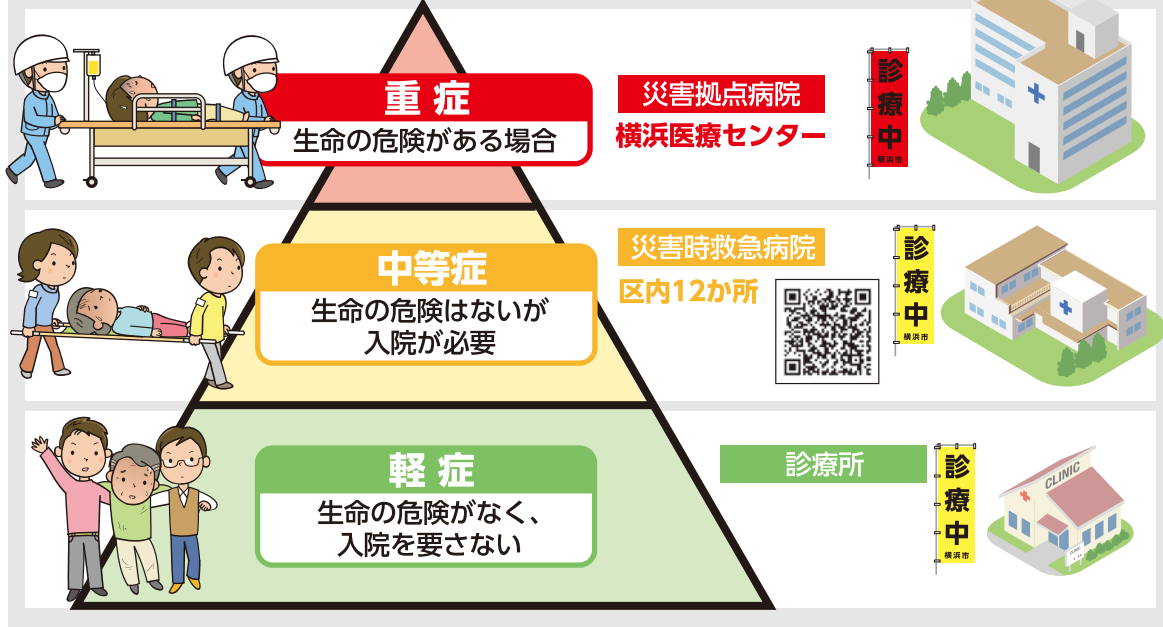 重症
生命の危険がある場合
災害拠点病院
横浜医療センター
診療中
横浜市
中等症
生命の危険はないが
入院が必要
災害時救急病院
区内12か所
診療中
横浜市
軽症
生命の危険がなく、
入院を要さない
診療所
診療中
横浜市
CLINIC
CLINIC